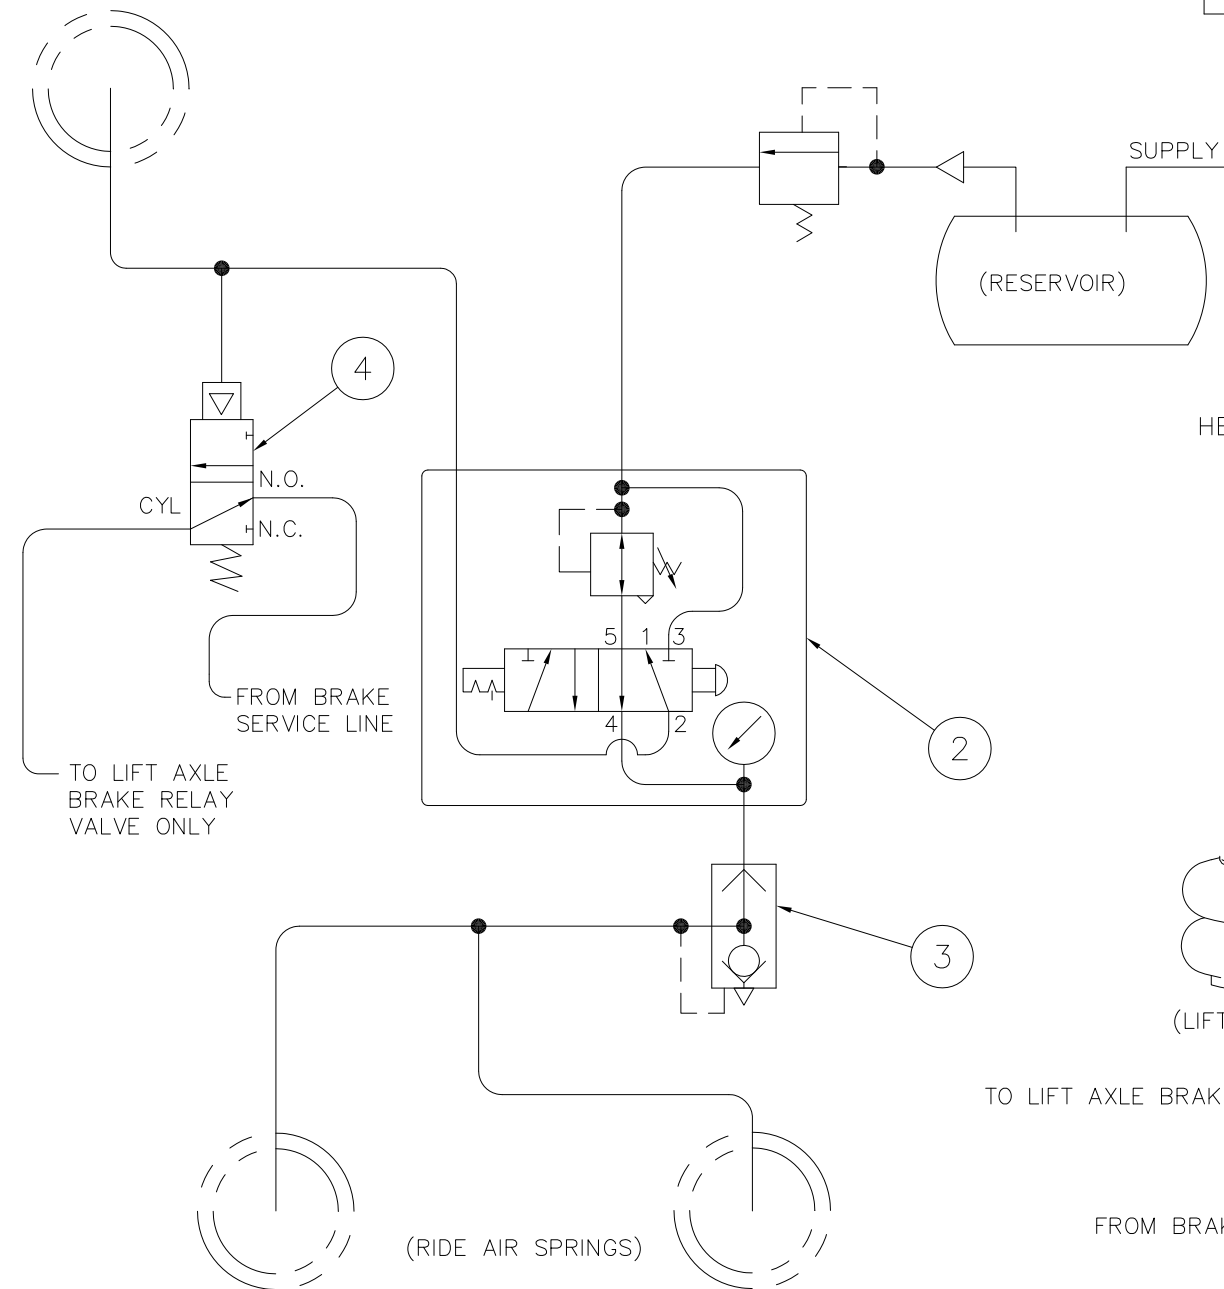 SUPPLY
(RESERVOIR)
4
HE
N.O.
CYL
N.C.
5 1 3
FROM BRAKE
SERVICE LINE
4 2
2
TO LIFT AXLE
BRAKE RELAY
VALVE ONLY
3
(LIFT
TO LIFT AXLE BRAK
FROM BRAK
(RIDE AIR SPRINGS)